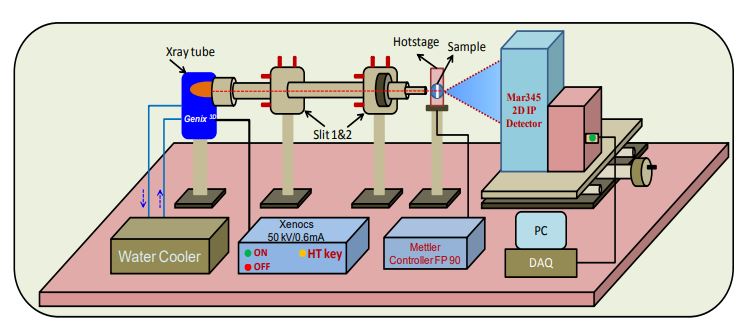 Hotstage
Sample
Xray tube
Genix 3D
Slit 1&2
Mar345
2D IP
Detector
Water Cooler
Xenocs
50 kV/0.6mA
ON
HT key
OFF
Mettler
Controller FP 90
PC
DAQ